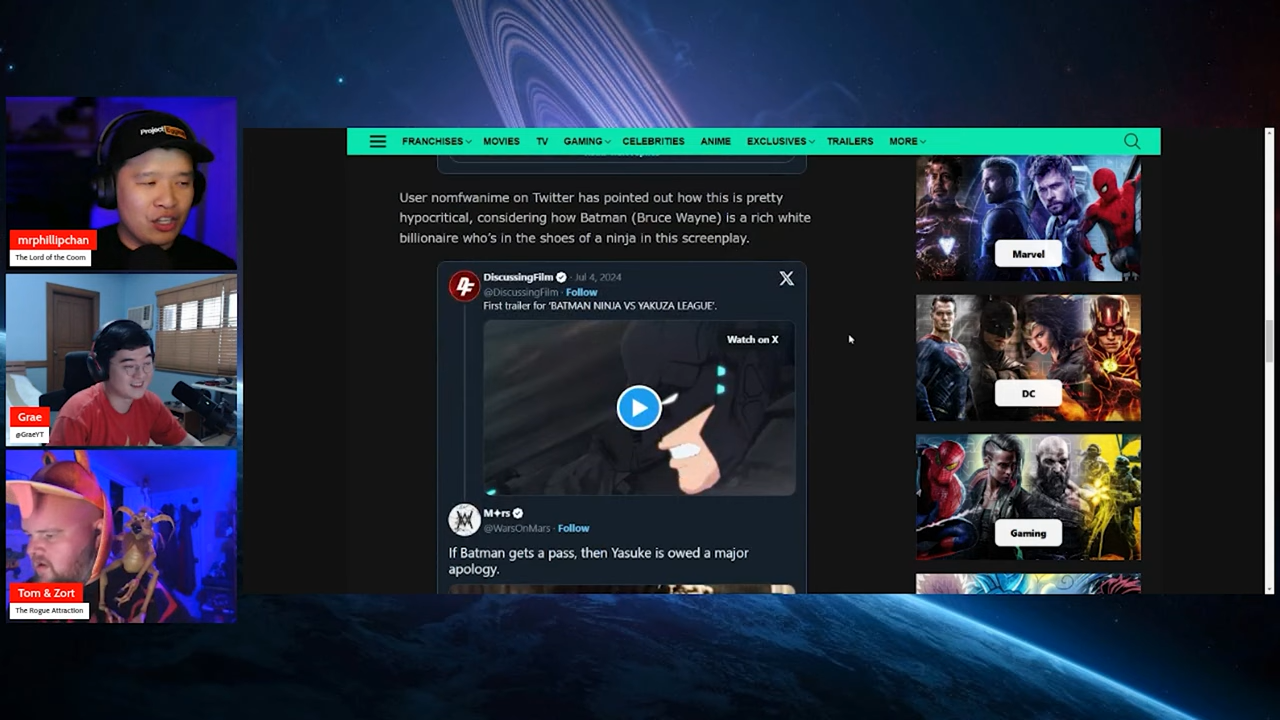 FRANCHISES
MOVIES
TV
GAMING
CELEBRITIES
ANIME
EXCLUSIVES
TRAILERS
MORE
User nomfwanime on Twitter has pointed out how this is pretty
hypocritical, considering how Batman (Bruce Wayne) is a rich white
billionaire who's in the shoes of a ninja in this screenplay.
DiscussingFilm · Jul 4, 2024
@DiscussingFilm · Follow
First trailer for 'BATMAN NINJA VS YAKUZA LEAGUE'.
Watch on X
M✦rs
@WarsOnMars · Follow
If Batman gets a pass, then Yasuke is owed a major
apology.
Marvel
DC
Gaming
mrphillipchan
The Lord of the Coom
Grae
@GraeYT
Tom & Zort
The Rogue Attraction